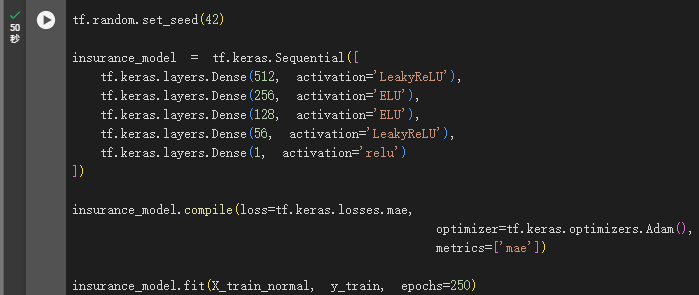 50
秒
tf.random.set_seed(42)
insurance_model = tf.keras.Sequential([
tf.keras.layers.Dense(512, activation='LeakyReLU'),
tf.keras.layers.Dense(256, activation='ELU'),
tf.keras.layers.Dense(128, activation='ELU'),
tf.keras.layers.Dense(56, activation='LeakyReLU'),
tf.keras.layers.Dense(1, activation='relu')
])
insurance_model.compile(loss=tf.keras.losses.mae,
optimizer=tf.keras.optimizers.Adam(),
metrics=['mae'])
insurance_model.fit(X_train_normal, y_train, epochs=250)